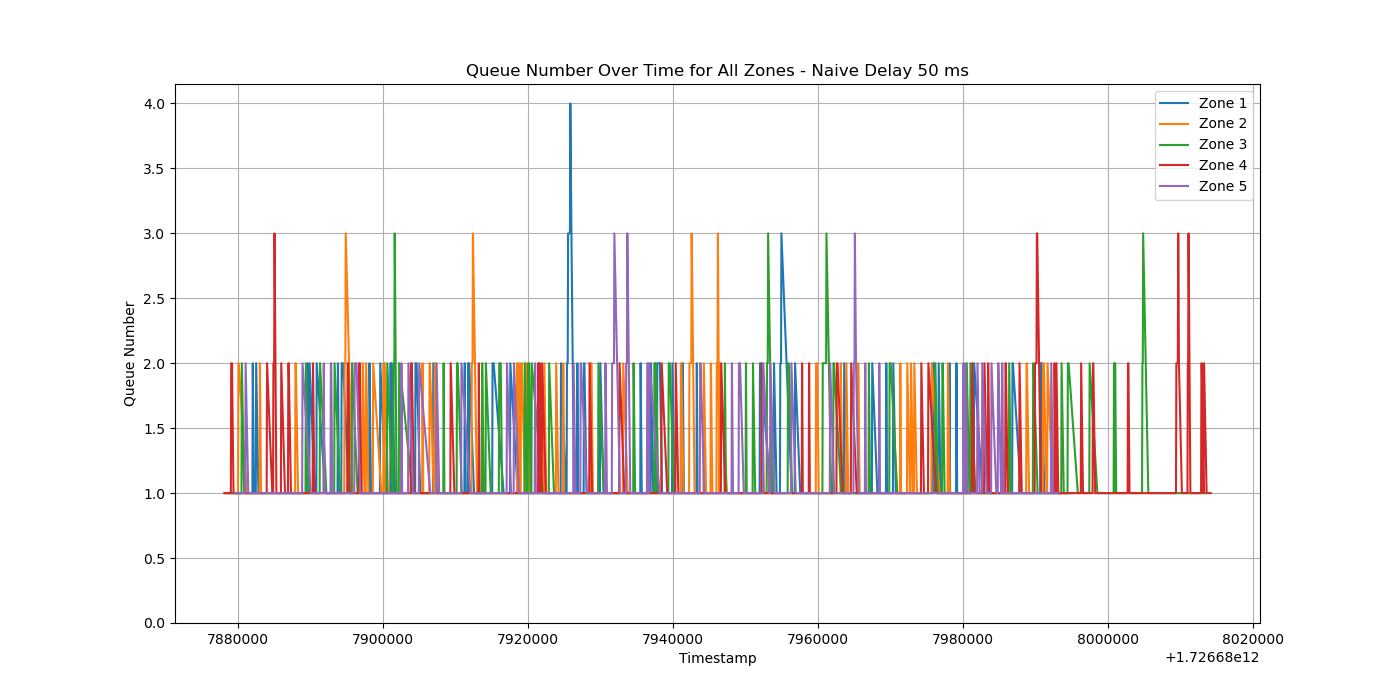 Queue Number Over Time for All Zones - Naive Delay 50 ms
4.0
3.5
3.0
2.5
2.0
1.5
1.0
0.5
0.0
Queue Number
Zone 1
Zone 2
Zone 3
Zone 4
Zone 5
7880000 7900000 7920000 7940000 7960000 7980000 8000000 8020000
Timestamp
+1.72668e12